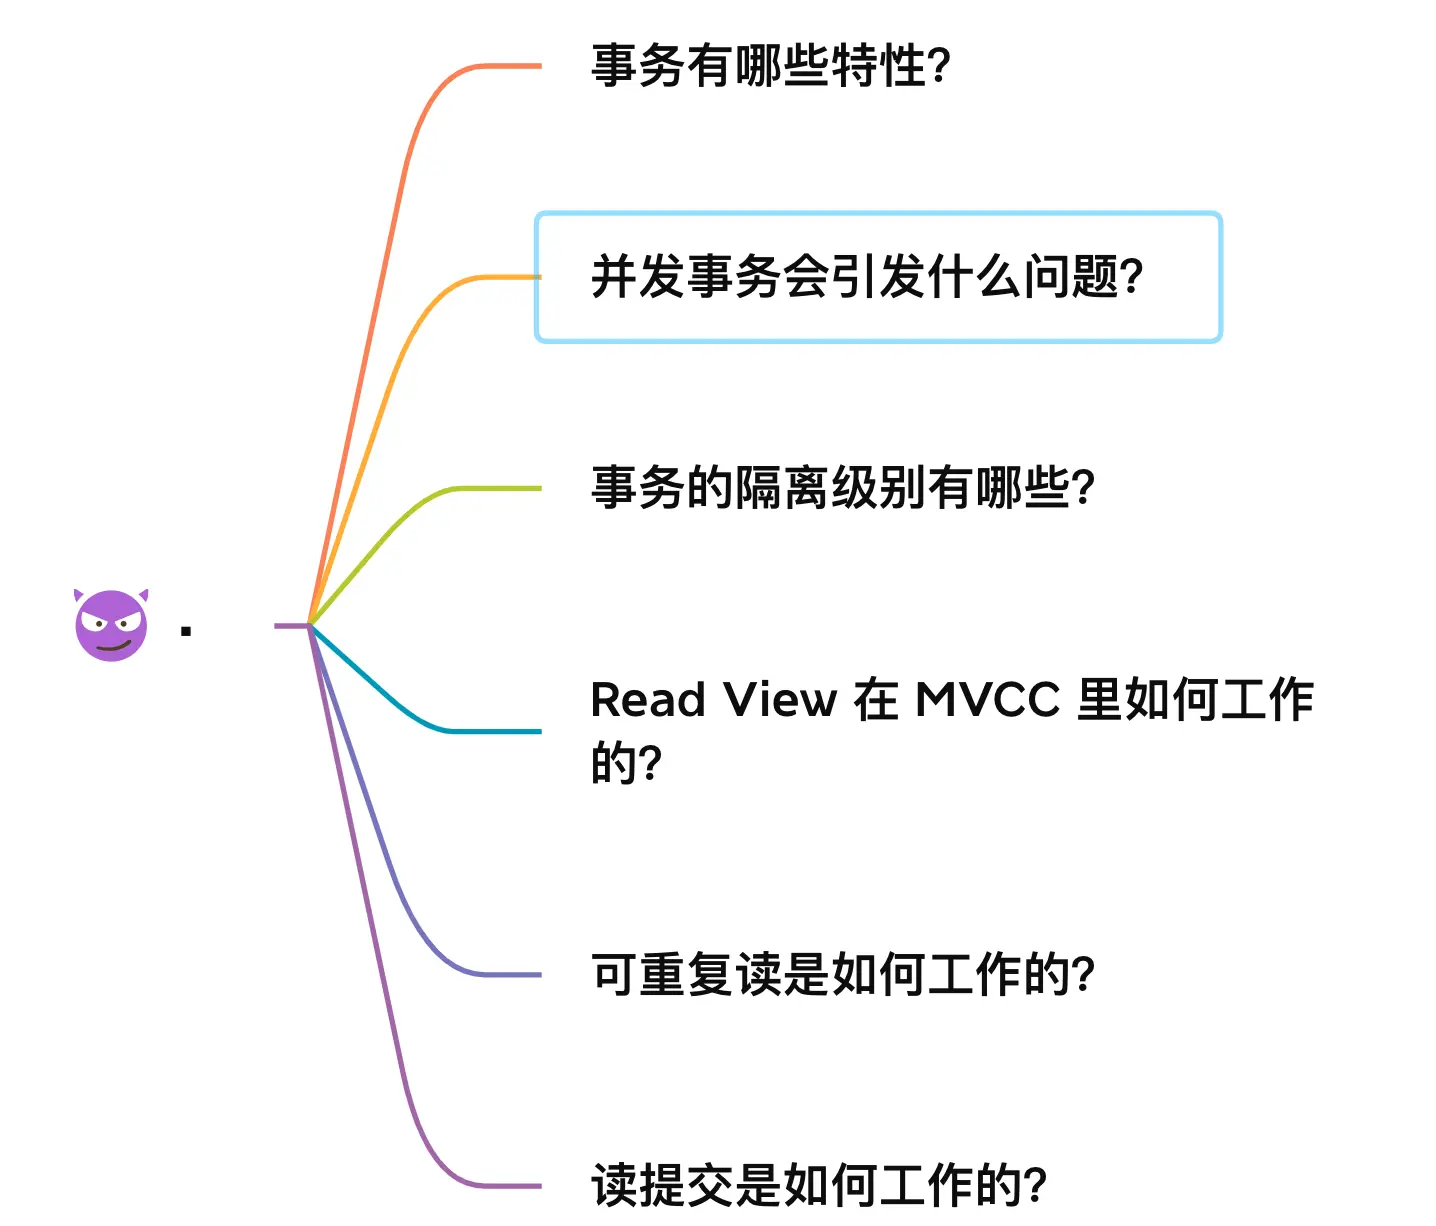 事务有哪些特性?
并发事务会引发什么问题?
事务的隔离级别有哪些?
.
Read View 在 MVCC 里如何工作
的?
可重复读是如何工作的?
读提交是如何工作的?